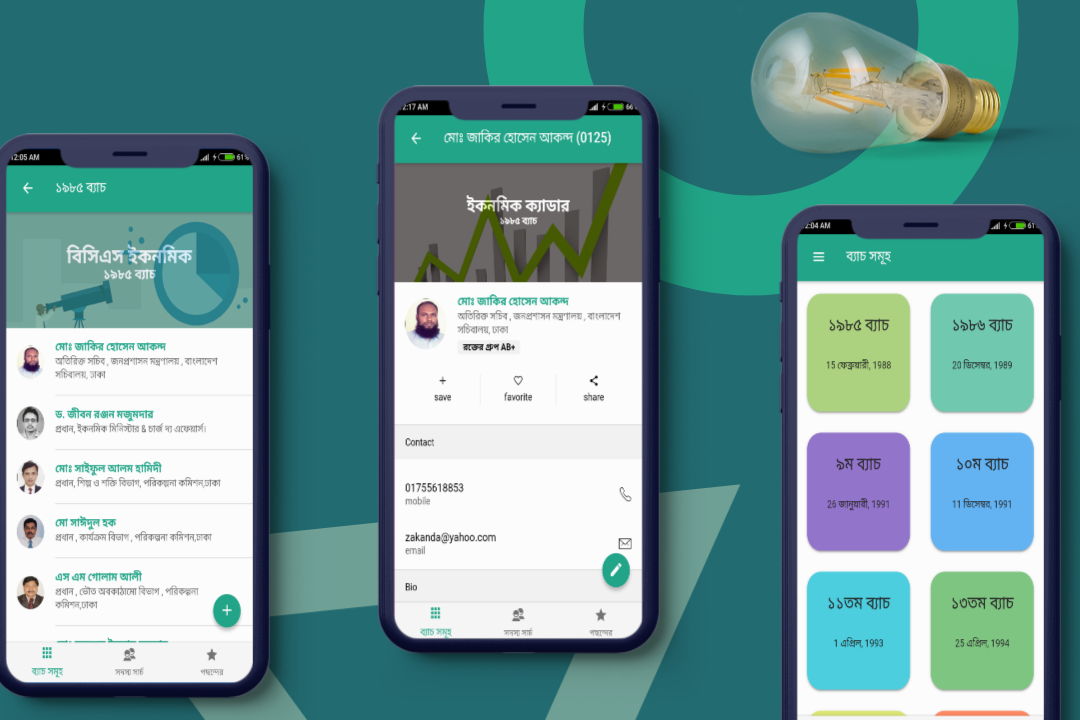 12:05 AM
61%
১৯৮৫ ব্যাচ
বিসিএস ইকনমিক
১৯৮৫ ব্যাচ
মোঃ জাকির হোসেন আকন্দ
অতিরিক্ত সচিব , জনপ্রশাসন মন্ত্রণালয় , বাংলাদেশ
সচিবালয়, ঢাকা
ড. জীবন রঞ্জন মজুমদার
প্রধান, ইকনমিক মিনিস্টার & চার্জ দ্য এফেয়ার্স।
মোঃ সাইফুল আলম হামিদী
প্রধান, শিল্প ও শক্তি বিভাগ, পরিকল্পনা কমিশন,ঢাকা
মো সাঈদুল হক
প্রধান , কার্যক্রম বিভাগ , পরিকল্পনা কমিশন,ঢাকা
এস এম গোলাম আলী
প্রধান , ভৌত অবকাঠামো বিভাগ , পরিকল্পনা
কমিশন,ঢাকা
ব্যাচ সমূহ
সদস্য সার্চ
পছন্দের
2:17 AM
66
মোঃ জাকির হোসেন আকন্দ (0125)
ইকনমিক ক্যাডার
১৯৮৫ ব্যাচ
মোঃ জাকির হোসেন আকন্দ
অতিরিক্ত সচিব , জনপ্রশাসন মন্ত্রণালয় , বাংলাদেশ
সচিবালয়, ঢাকা
রক্তের গ্রুপ AB+
save
favorite
share
Contact
01755618853
mobile
zakanda@yahoo.com
email
Bio
ব্যাচ সমূহ
সদস্য সার্চ
পছন্দের
2:04 AM
61
ব্যাচ সমূহ
১৯৮৫ ব্যাচ
15 ফেব্রুয়ারী, 1988
১৯৮৬ ব্যাচ
20 ডিসেম্বর, 1989
৯ম ব্যাচ
26 জানুয়ারী, 1991
১০ম ব্যাচ
11 ডিসেম্বর, 1991
১১তম ব্যাচ
1 এপ্রিল, 1993
১৩তম ব্যাচ
25 এপ্রিল, 1994